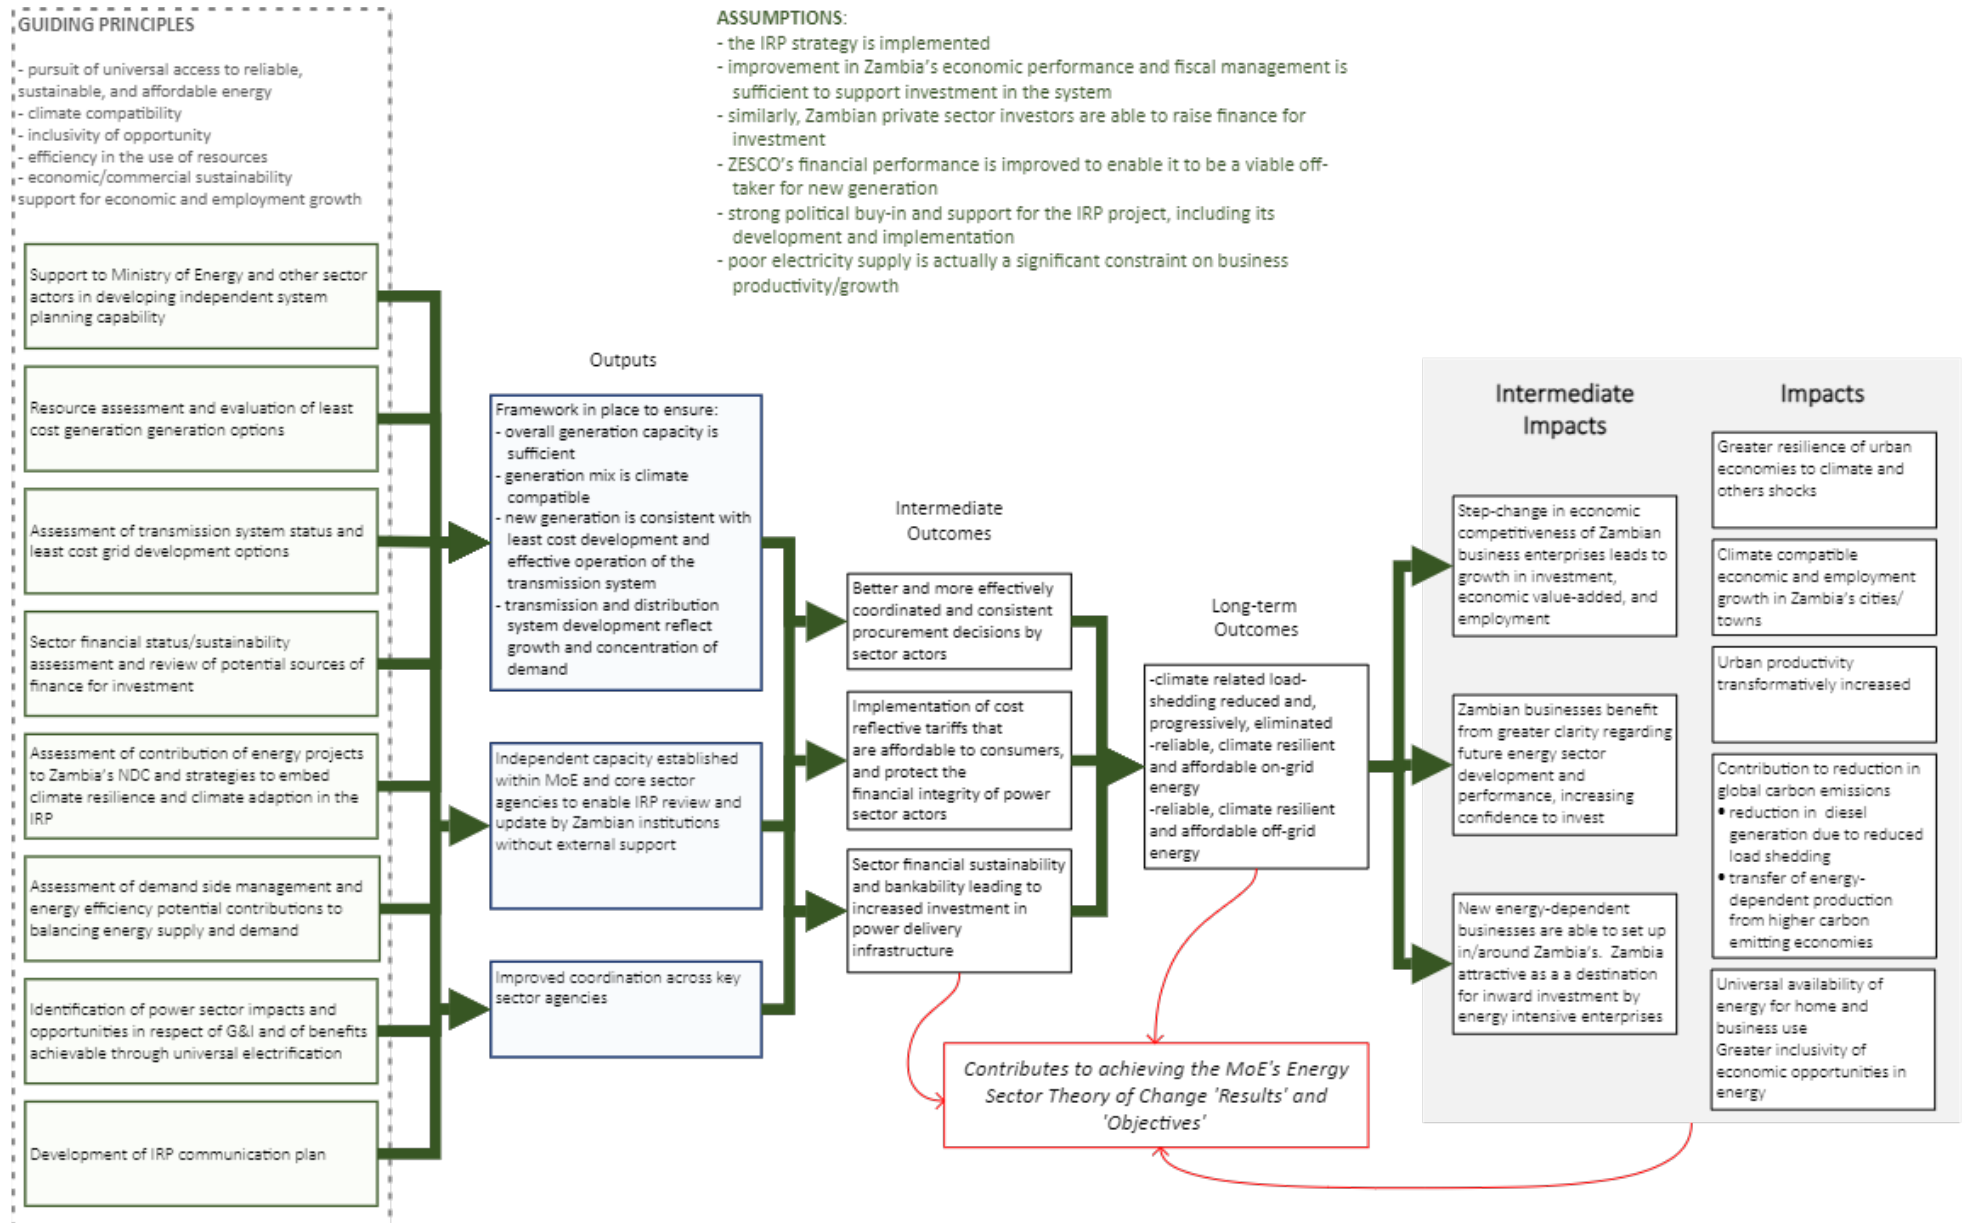 GUIDING PRINCIPLES
- pursuit of universal access to reliable,
sustainable, and affordable energy
- climate compatibility
- inclusivity of opportunity
- efficiency in the use of resources
- economic/commercial sustainability
support for economic and employment growth
Support to Ministry of Energy and other sector
actors in developing independent system
planning capability
Resource assessment and evaluation of least
cost generation generation options
Assessment of transmission system status and
least cost grid development options
Sector financial status/sustainability
assessment and review of potential sources of
finance for investment
Assessment of contribution of energy projects
to Zambia's NDC and strategies to embed
climate resilience and climate adaption in the
IRP
Assessment of demand side management and
energy efficiency potential contributions to
balancing energy supply and demand
Identification of power sector impacts and
opportunities in respect of G&I and of benefits
achievable through universal electrification
Development of IRP communication plan
ASSUMPTIONS:
- the IRP strategy is implemented
- improvement in Zambia's economic performance and fiscal management is
sufficient to support investment in the system
- similarly, Zambian private sector investors are able to raise finance for
investment
- ZESCO's financial performance is improved to enable it to be a viable off-
taker for new generation
- strong political buy-in and support for the IRP project, including its
development and implementation
- poor electricity supply is actually a significant constraint on business
productivity/growth
Outputs
Framework in place to ensure:
- overall generation capacity is
sufficient
- generation mix is climate
compatible
- new generation is consistent with
least cost development and
effective operation of the
transmission system
- transmission and distribution
system development reflect
growth and concentration of
demand
Independent capacity established
within MoE and core sector
agencies to enable IRP review and
update by Zambian institutions
without external support
Improved coordination across key
sector agencies
Intermediate
Outcomes
Better and more effectively
coordinated and consistent
procurement decisions by
sector actors
Implementation of cost
reflective tariffs that
are affordable to consumers,
and protect the
financial integrity of power
sector actors
Sector financial sustainability
and bankability leading to
increased investment in
power delivery
infrastructure
Long-term
Outcomes
-climate related load-
shedding reduced and,
progressively, eliminated
-reliable, climate resilient
and affordable on-grid
energy
-reliable, climate resilient
and affordable off-grid
energy
Contributes to achieving the MoE's Energy
Sector Theory of Change 'Results' and
'Objectives'
Intermediate
Impacts
Step-change in economic
competitiveness of Zambian
business enterprises leads to
growth in investment,
economic value-added, and
employment
Zambian businesses benefit
from greater clarity regarding
future energy sector
development and
performance, increasing
confidence to invest
New energy-dependent
businesses are able to set up
in/around Zambia's. Zambia
attractive as a a destination
for inward investment by
energy intensive enterprises
Impacts
Greater resilience of urban
economies to climate and
others shocks
Climate compatible
economic and employment
growth in Zambia's cities/
towns
Urban productivity
transformatively increased
Contribution to reduction in
global carbon emissions
• reduction in diesel
generation due to reduced
load shedding
• transfer of energy-
dependent production
from higher carbon
emitting economies
Universal availability of
energy for home and
business use
Greater inclusivity of
economic opportunities in
energy